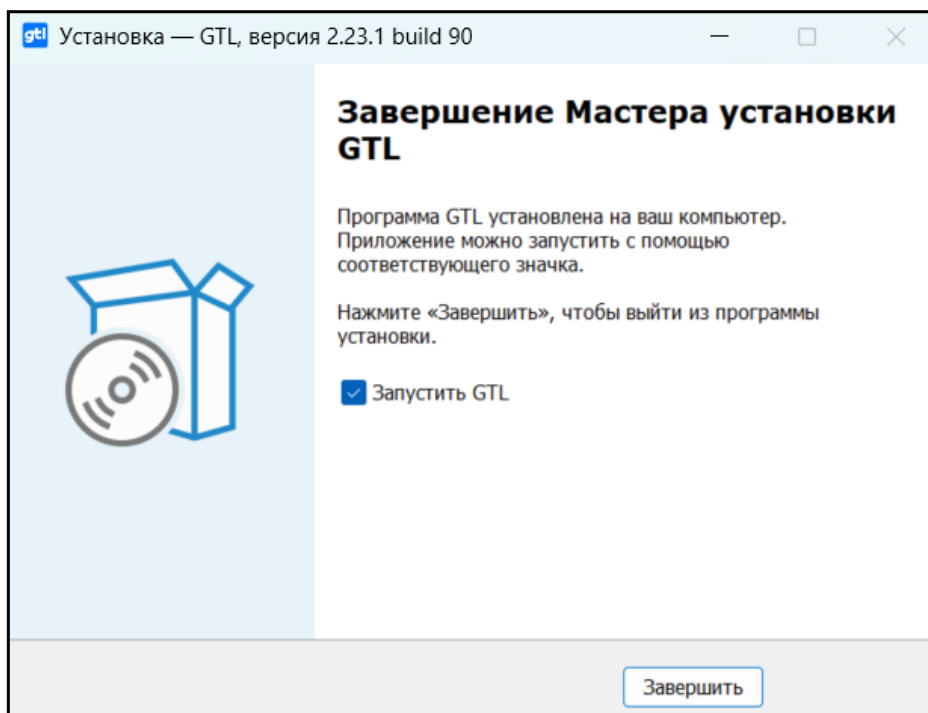 gtl Установка — GTL, версия 2.23.1 build 90
Завершение Мастера установки
GTL
Программа GTL установлена на ваш компьютер.
Приложение можно запустить с помощью
соответствующего значка.
Нажмите «Завершить», чтобы выйти из программы
установки.
Запустить GTL
Завершить